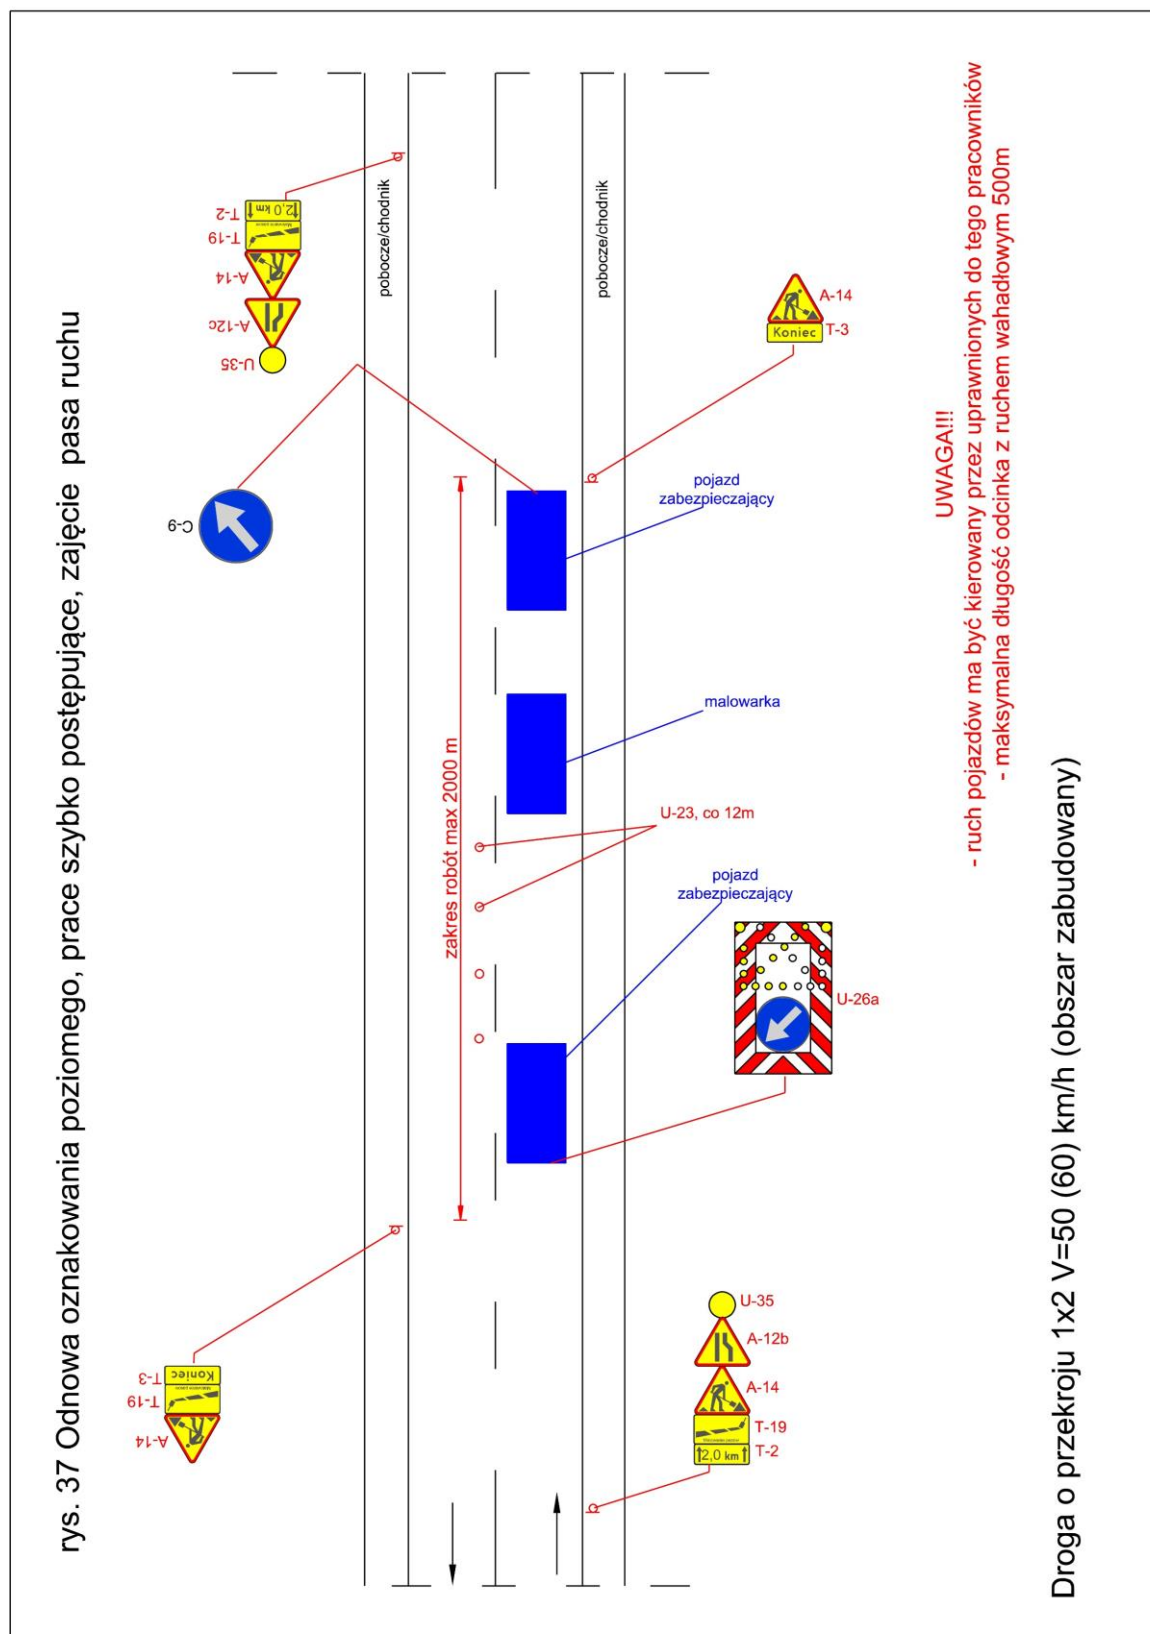 rys. 37 Odnowa oznakowania poziomego, prace szybko postępujące, zajęcie pasa ruchu
T-2
T-19
A-14
A-12c
U-35
2,0 km
pobocze/chodnik
pobocze/chodnik
C-9
A-14
Koniec
T-3
pojazd
zabezpieczający
zakres robót max 2000 m
malowarka
U-23, co 12m
pojazd
zabezpieczający
U-26a
UWAGA!!!
- ruch pojazdów ma być kierowany przez uprawnionych do tego pracowników
- maksymalna długość odcinka z ruchem wahadłowym 500m
T-3
T-19
A-14
Koniec
U-35
A-12b
A-14
T-19
T-2
2,0 km
Droga o przekroju 1x2 V=50 (60) km/h (obszar zabudowany)